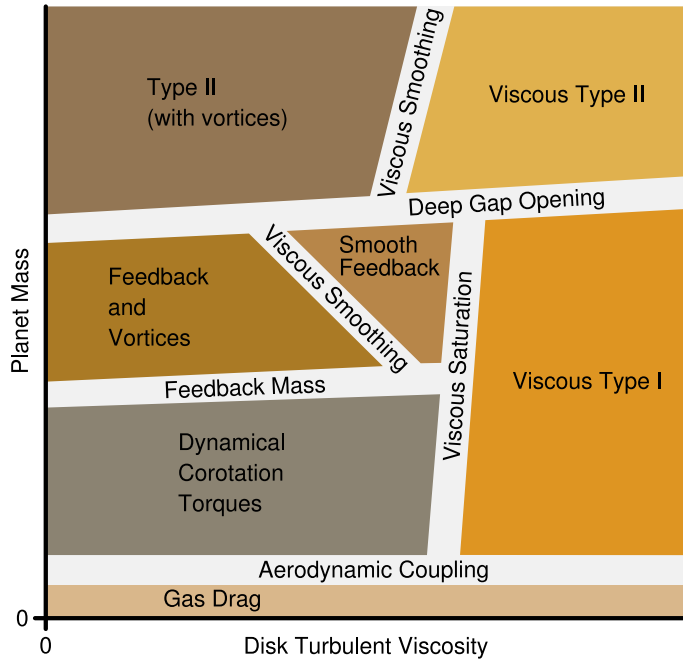 Type II
(with vortices)
Viscous Smoothing
Viscous Type II
Deep Gap Opening
Feedback
and
Vortices
Viscous Smoothing
Smooth
Feedback
Viscous Saturation
Viscous Type I
Feedback Mass
Dynamical
Corotation
Torques
Aerodynamic Coupling
Gas Drag
Planet Mass
0
0
Disk Turbulent Viscosity